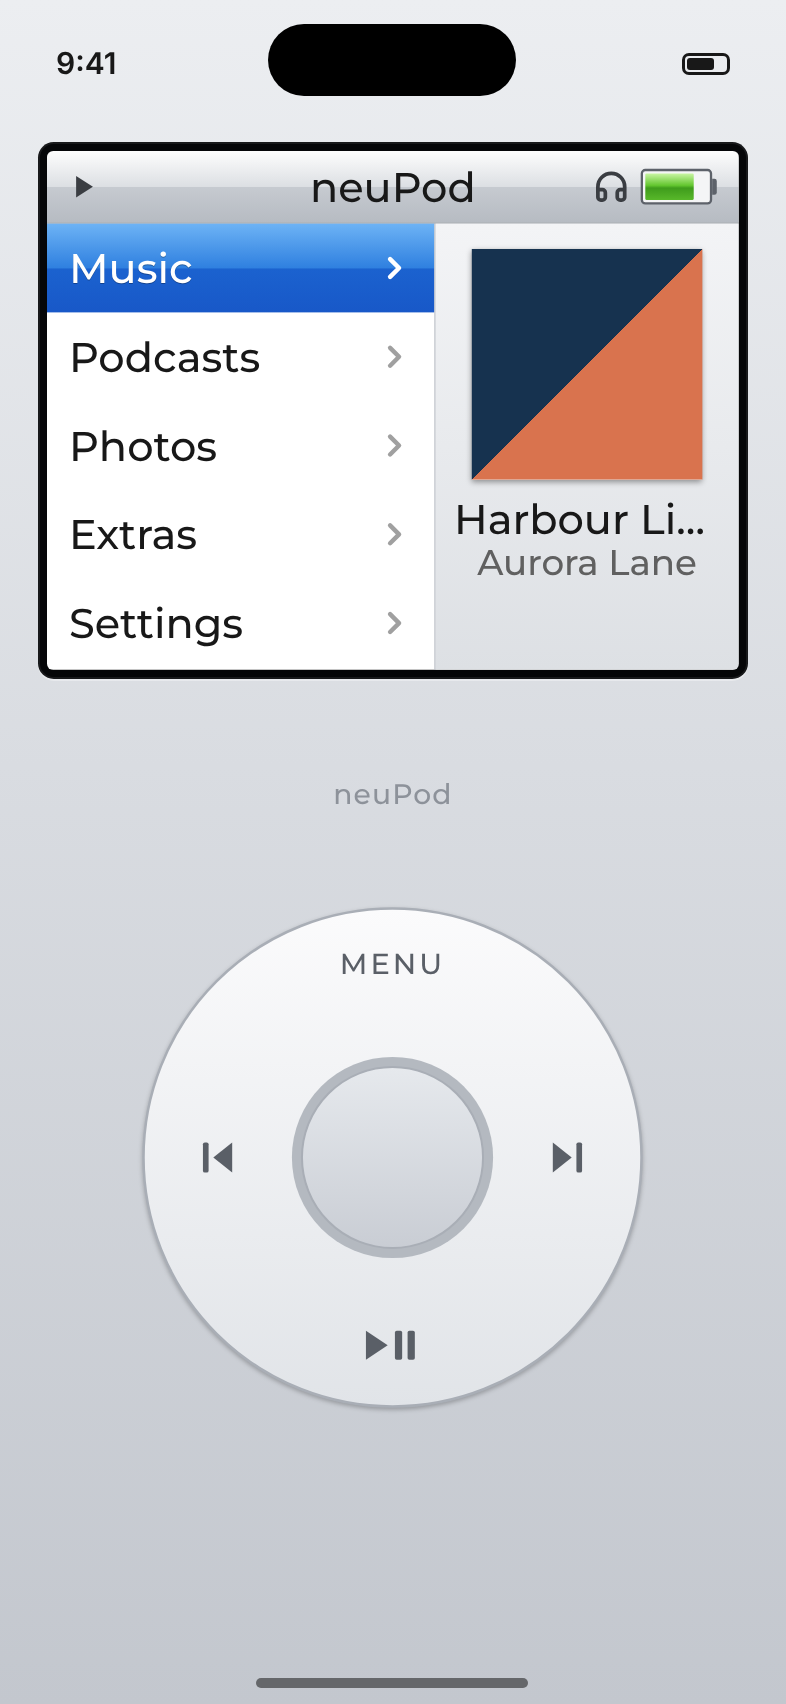 9:41
neuPod
Music
Podcasts
Photos
Extras
Settings
Harbour Li...
Aurora Lane
neuPod
MENU